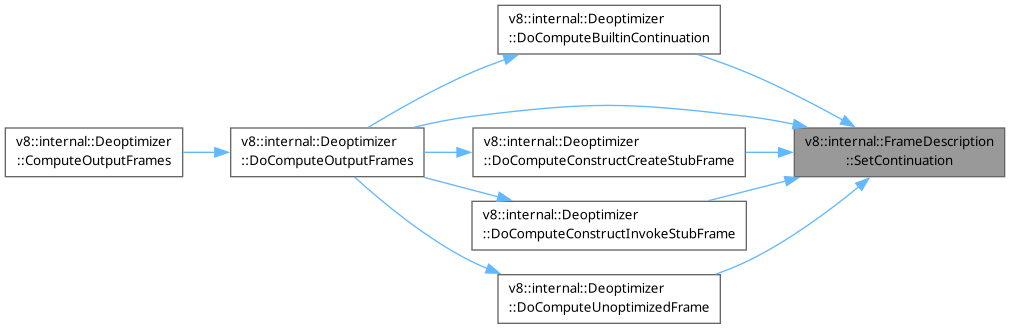 v8::internal::Deoptimizer
::DoComputeBuiltinContinuation
v8::internal::Deoptimizer
::ComputeOutputFrames
v8::internal::Deoptimizer
::DoComputeOutputFrames
v8::internal::Deoptimizer
::DoComputeConstructCreateStubFrame
v8::internal::FrameDescription
::SetContinuation
v8::internal::Deoptimizer
::DoComputeConstructInvokeStubFrame
v8::internal::Deoptimizer
::DoComputeUnoptimizedFrame